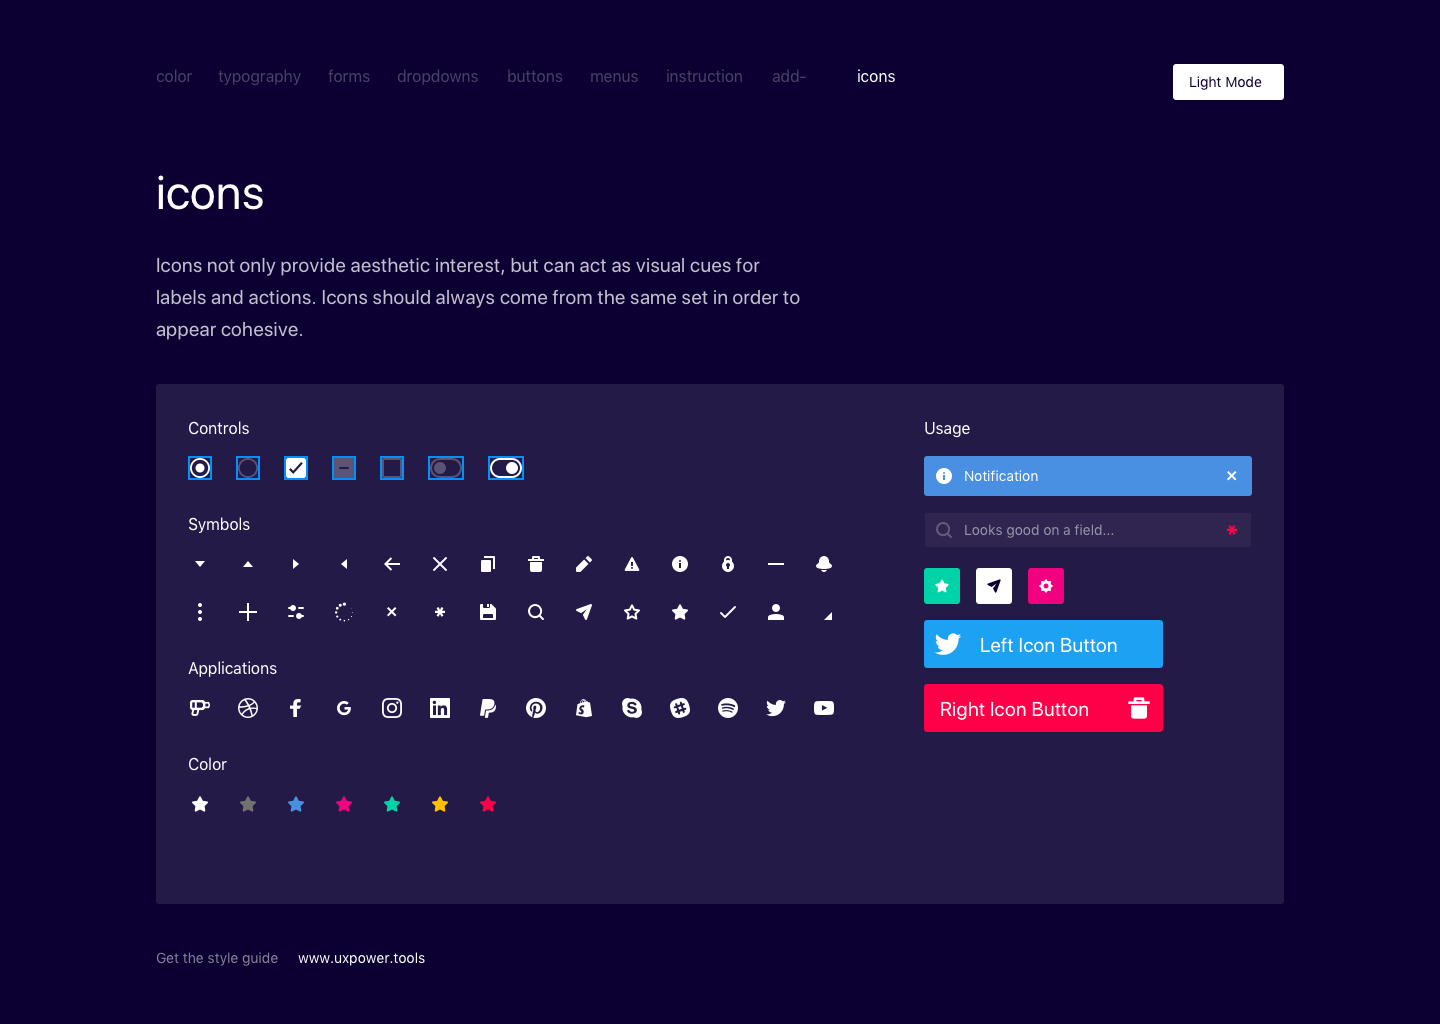 color typography forms dropdowns buttons menus instruction add- icons
Light Mode
icons
Icons not only provide aesthetic interest, but can act as visual cues for
labels and actions. Icons should always come from the same set in order to
appear cohesive.
Controls
Symbols
Applications
Color
Usage
Notification
Looks good on a field...
Left Icon Button
Right Icon Button
Get the style guide www.uxpower.tools